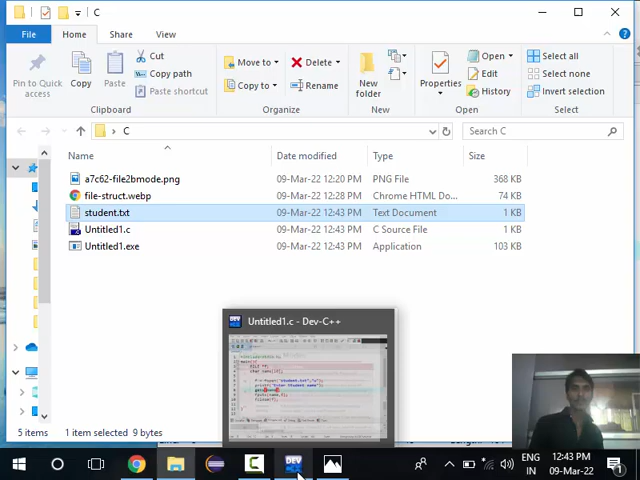 C
File Home Share View
Pin to Quick access
Copy
Paste
Cut
Copy path
Paste shortcut
Move to
Copy to
Delete
Rename
New folder
Properties
Open
Edit
History
Select all
Select none
Invert selection
Clipboard Organize New Open Select
C
Search C
Name Date modified Type Size
a7c62-file2bmode.png 09-Mar-22 12:20 PM PNG File 368 KB
file-struct.webp 09-Mar-22 12:28 PM Chrome HTML Do... 74 KB
student.txt 09-Mar-22 12:43 PM Text Document 1 KB
Untitled1.c 09-Mar-22 12:43 PM C Source File 1 KB
Untitled1.exe 09-Mar-22 12:43 PM Application 103 KB
DEV Untitled1.c - Dev-C++
5 items 1 item selected 9 bytes
DEV
ENG 12:43 PM
IN 09-Mar-22
1